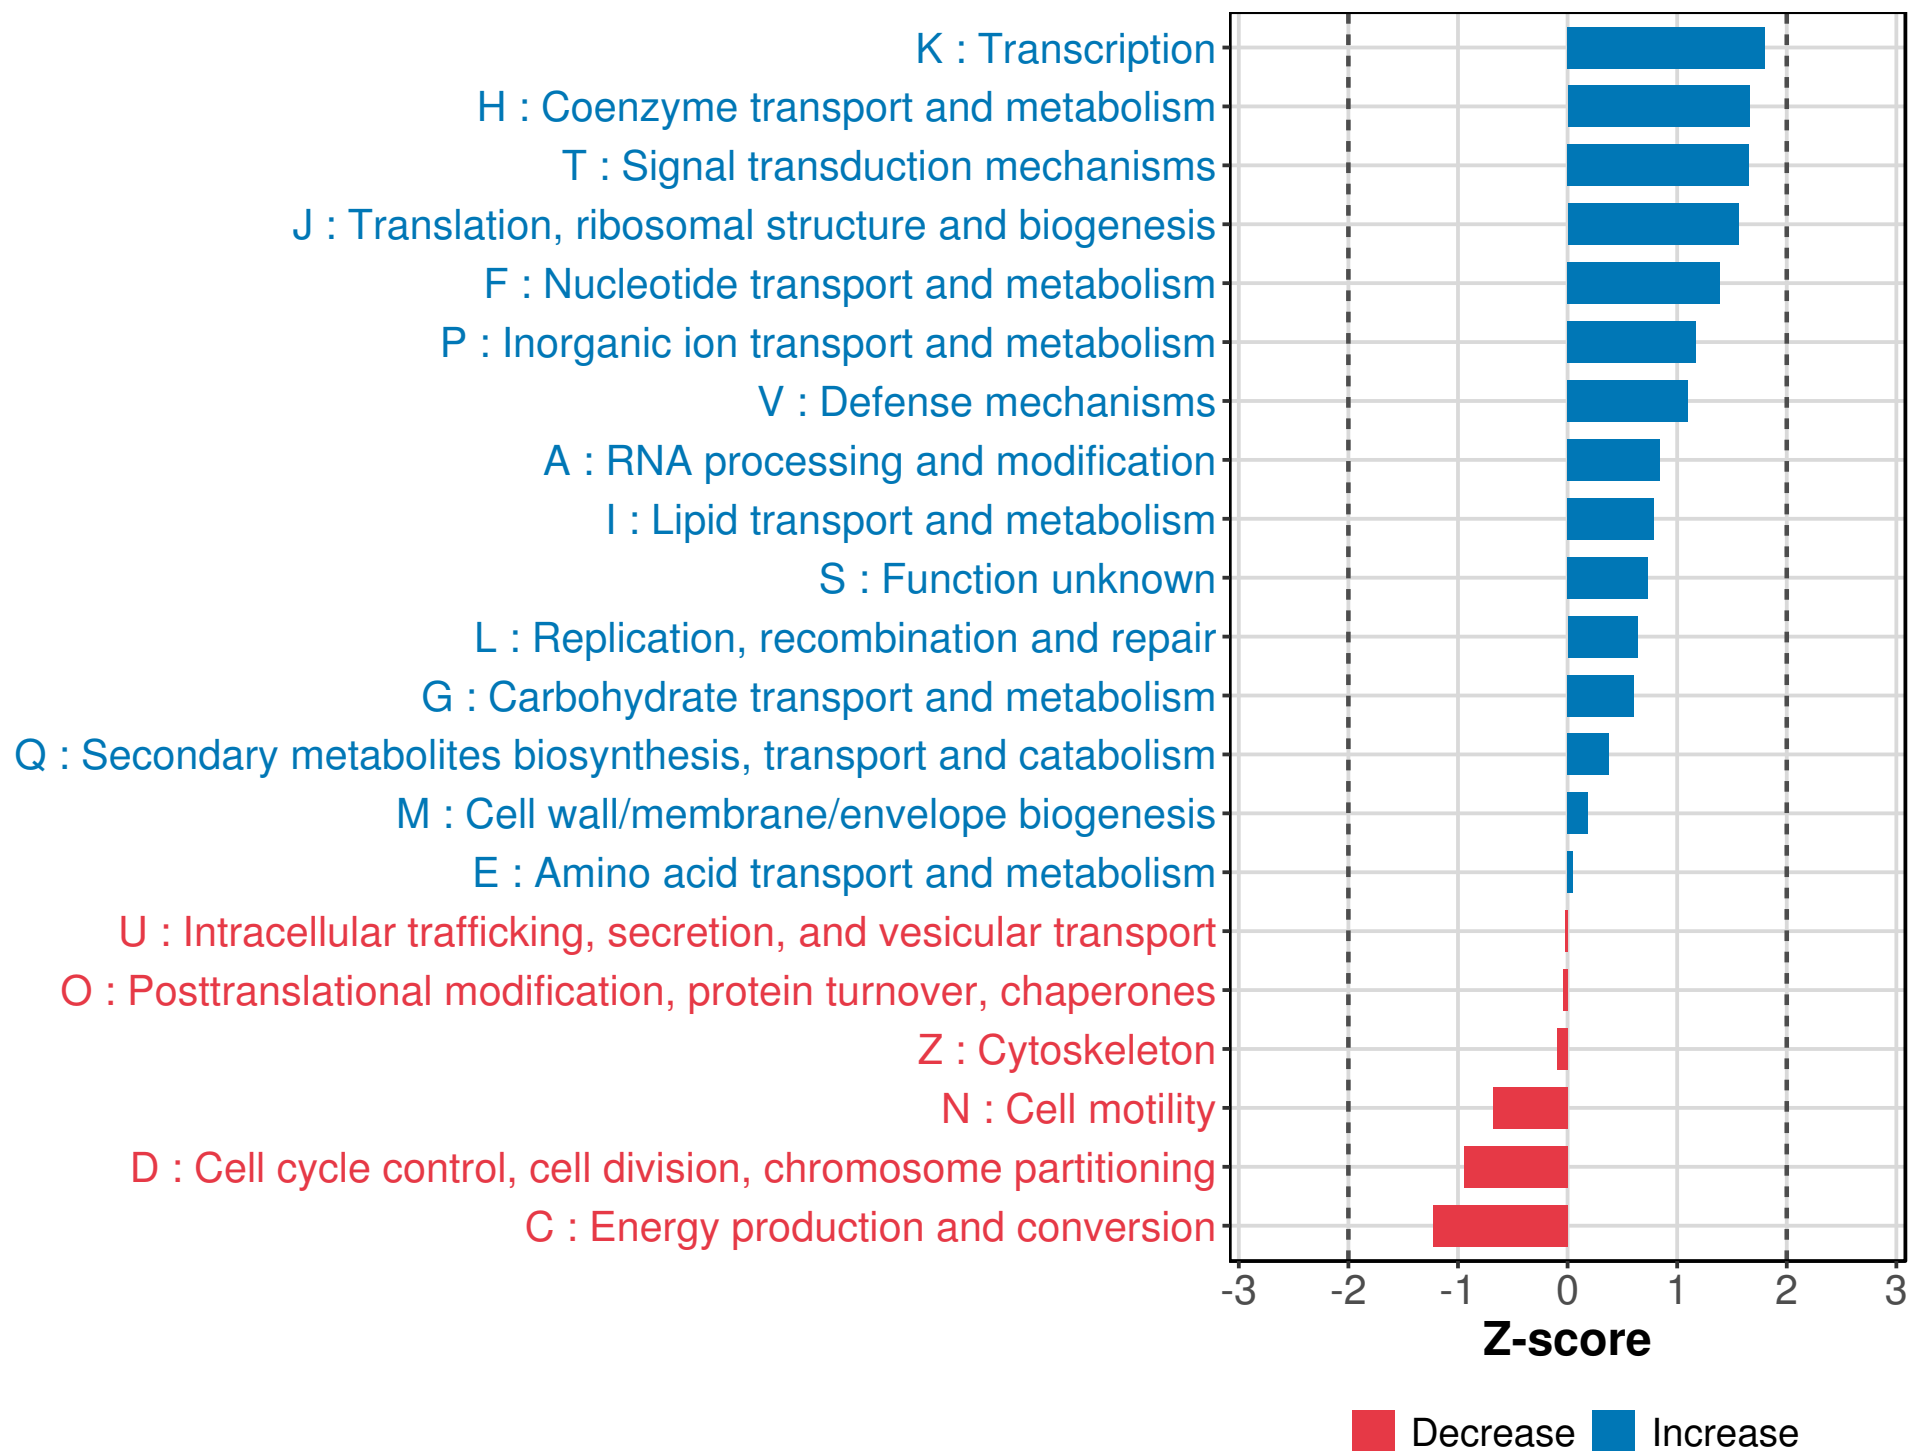 K : Transcription
H : Coenzyme transport and metabolism
T : Signal transduction mechanisms
J : Translation, ribosomal structure and biogenesis
F : Nucleotide transport and metabolism
P : Inorganic ion transport and metabolism
V : Defense mechanisms
A : RNA processing and modification
I : Lipid transport and metabolism
S : Function unknown
L : Replication, recombination and repair
G : Carbohydrate transport and metabolism
Q : Secondary metabolites biosynthesis, transport and catabolism
M : Cell wall/membrane/envelope biogenesis
E : Amino acid transport and metabolism
U : Intracellular trafficking, secretion, and vesicular transport
O : Posttranslational modification, protein turnover, chaperones
Z : Cytoskeleton
N : Cell motility
D : Cell cycle control, cell division, chromosome partitioning
C : Energy production and conversion
-3 -2 -1 0 1 2 3
Z-score
Decrease Increase